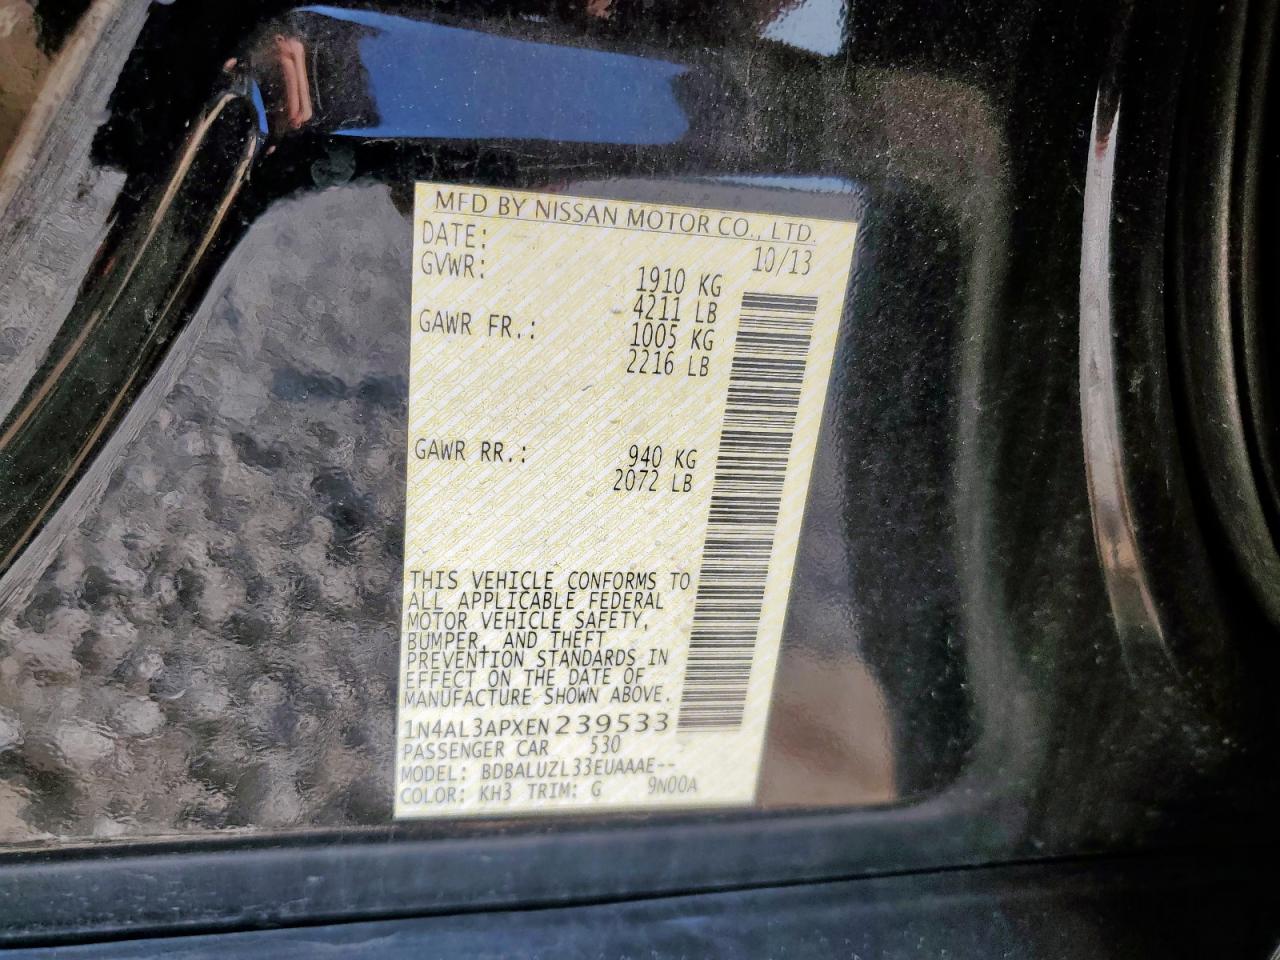 MFD BY NISSAN MOTOR CO., LTD.
DATE: 10/13
GVWR: 1910 KG
4211 LB
GAWR FR.: 1005 KG
2216 LB
GAWR RR.: 940 KG
2072 LB
THIS VEHICLE CONFORMS TO
ALL APPLICABLE FEDERAL
MOTOR VEHICLE SAFETY,
BUMPER, AND THEFT
PREVENTION STANDARDS IN
EFFECT ON THE DATE OF
MANUFACTURE SHOWN ABOVE.
1N4AL3APXEN239533
PASSENGER CAR 530
MODEL: BDBALUZL33EUAAAE--
COLOR: KH3 TRIM: G 9N00A